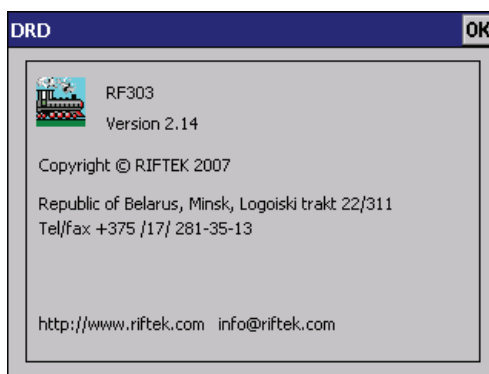 DRD OK
RF303
Version 2.14
Copyright © RIFTEK 2007
Republic of Belarus, Minsk, Logoiski trakt 22/311
Tel/fax +375 /17/ 281-35-13
http://www.riftek.com info@riftek.com